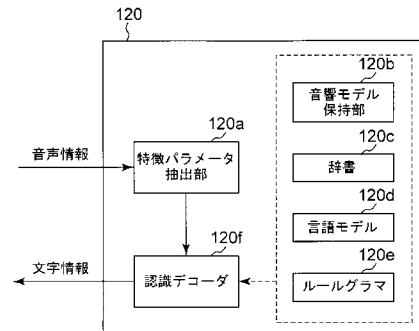 120
120b
音響モデル
保持部
120a
120c
音声情報
特徴パラメータ
抽出部
辞書
120d
言語モデル
120f
120e
文字情報
認識デコーダ
ルールグラマ